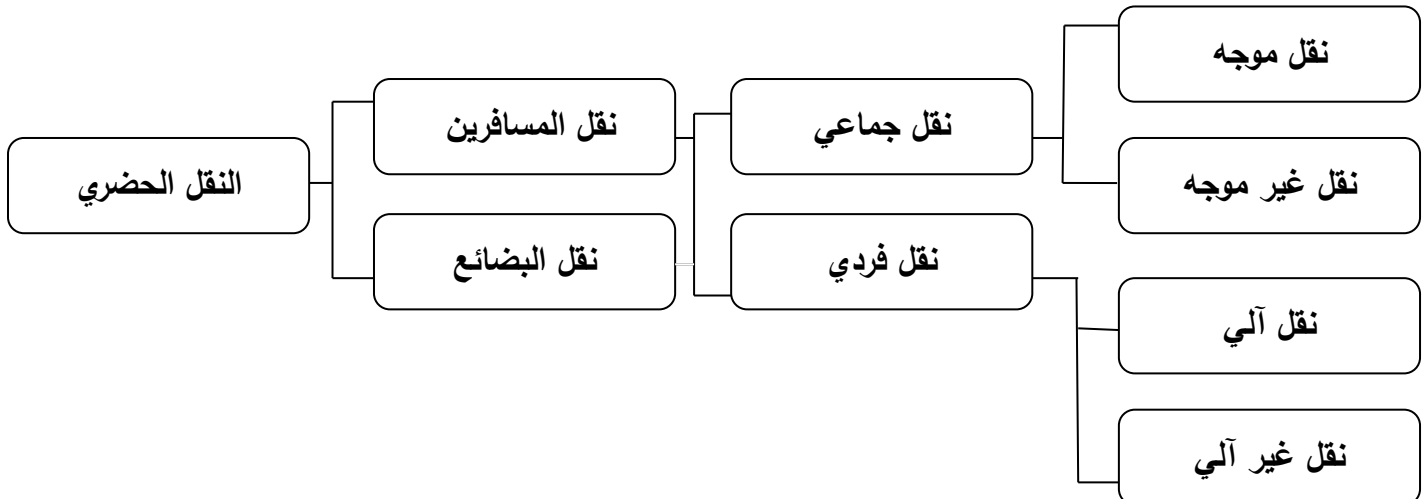 النقل الحضري
نقل المسافرين
نقل البضائع
نقل جماعي
نقل فردي
نقل موجه
نقل غير موجه
نقل آلي
نقل غير آلي